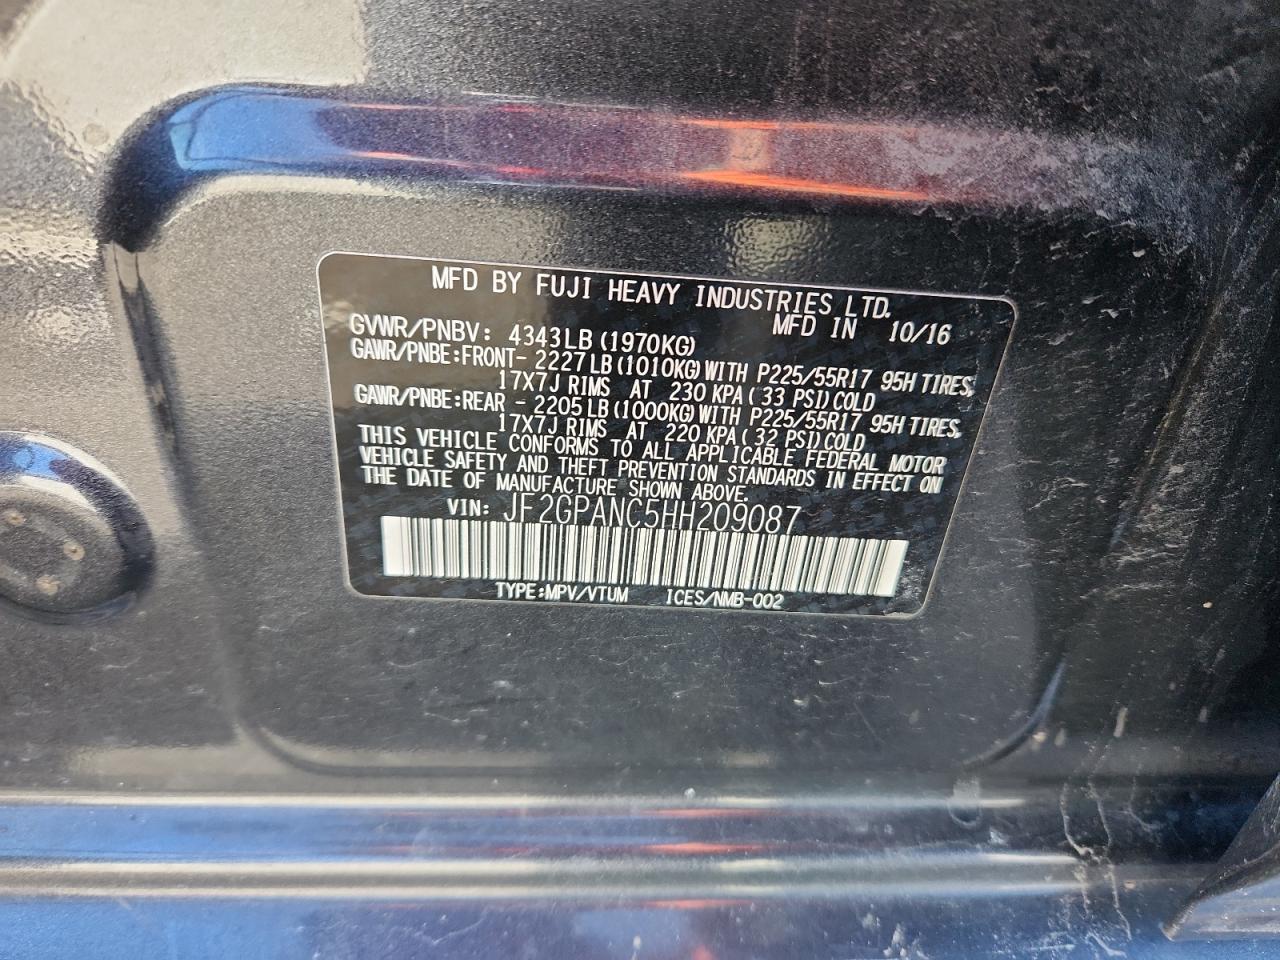 MFD BY FUJI HEAVY INDUSTRIES LTD.
MFD IN 10/16
GVWR/PNBV: 4343LB (1970KG)
GAWR/PNBE:FRONT- 2227LB(1010KG)WITH P225/55R17 95H TIRES,
17X7J RIMS AT 230 KPA(33 PSI)COLD
GAWR/PNBE:REAR - 2205LB(1000KG)WITH P225/55R17 95H TIRES,
17X7J RIMS AT 220 KPA(32 PSI)COLD
THIS VEHICLE CONFORMS TO ALL APPLICABLE FEDERAL MOTOR
VEHICLE SAFETY AND THEFT PREVENTION STANDARDS IN EFFECT ON
THE DATE OF MANUFACTURE SHOWN ABOVE.
VIN: JF2GPANC5HH209087
TYPE:MPV/VTUM ICES/NMB-002